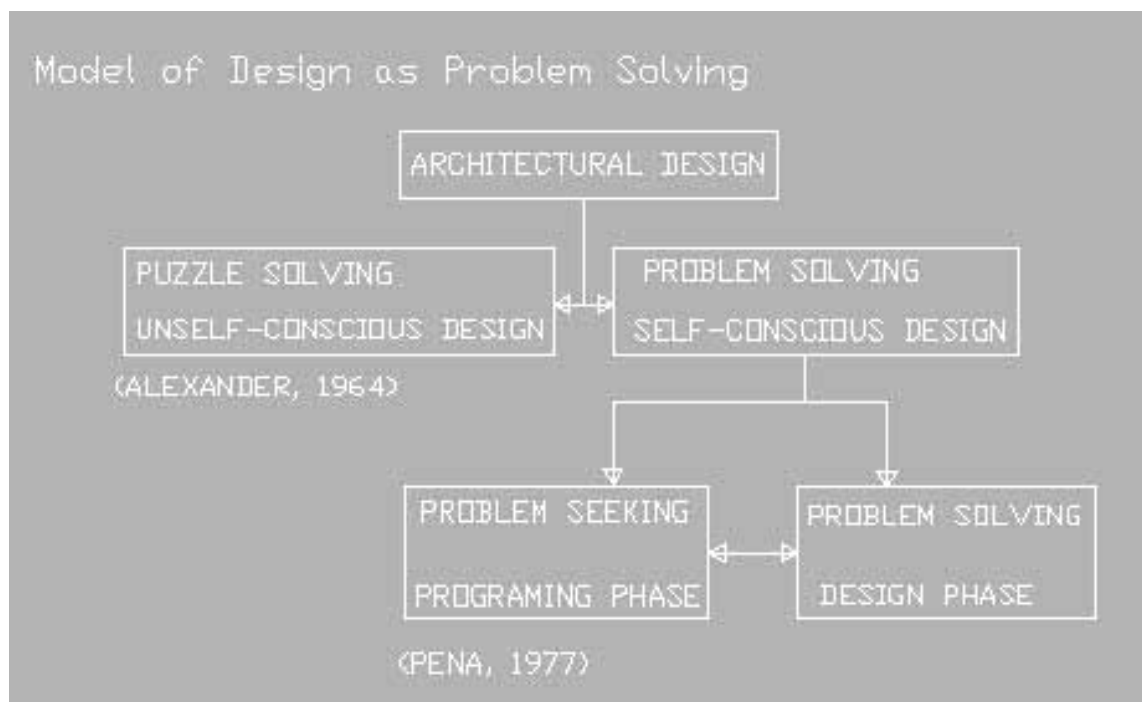 Model of Design as Problem Solving
ARCHITECTURAL DESIGN
PUZZLE SOLVING
UNSELF-CONSCIOUS DESIGN
PROBLEM SOLVING
SELF-CONSCIOUS DESIGN
(ALEXANDER, 1964)
PROBLEM SEEKING
PROGRAMING PHASE
PROBLEM SOLVING
DESIGN PHASE
(PENA, 1977)